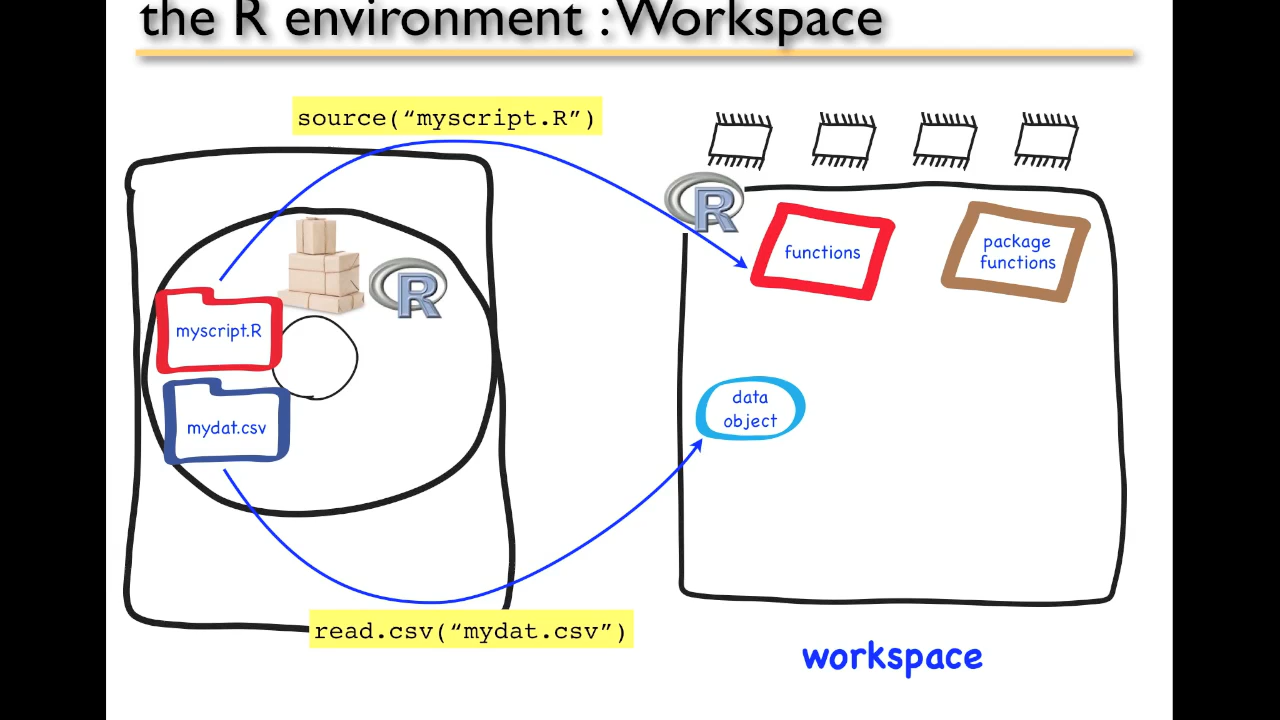 the R environment : Workspace
source(“myscript.R”)
R
functions
package
functions
R
myscript.R
data
object
mydat.csv
read.csv(“mydat.csv”)
workspace